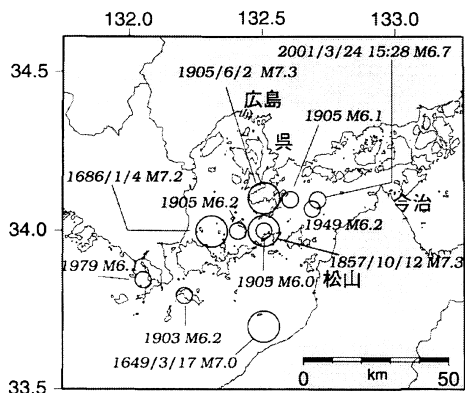 132.0 132.5 133.0
2001/3/24 15:28 M6.7
34.5
1905/6/2 M7.3
広島
1905 M6.1
呉
1686/1/4 M7.2
1905 M6.2
今治
34.0
1949 M6.2
1857/10/12 M7.3
1979 M6.1
1905 M6.0
松山
1903 M6.2
1649/3/17 M7.0
0 50
km
33.5